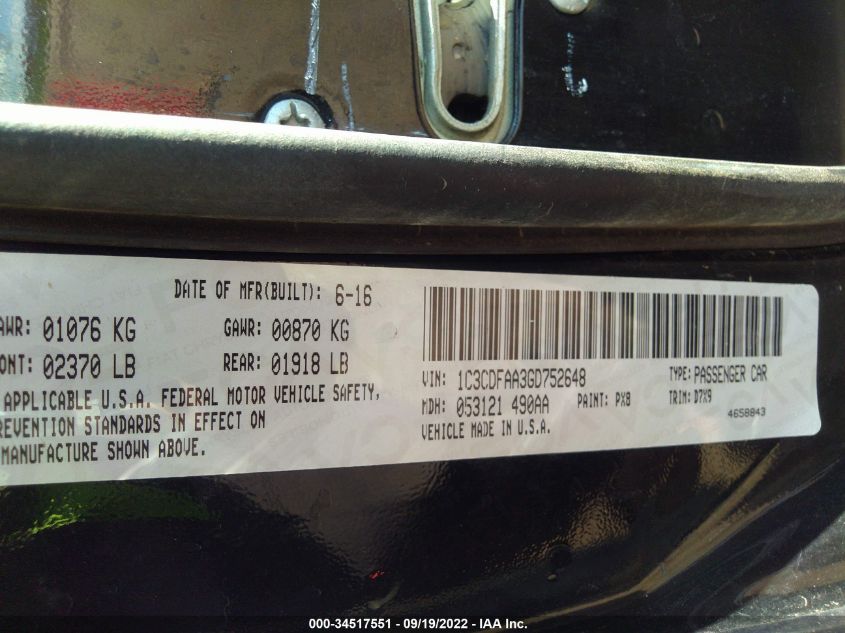 DATE OF MFR(BUILT): 6-16
AWR: 01076 KG GAWR: 00870 KG
ONT: 02370 LB REAR: 01918 LB
APPLICABLE U.S.A. FEDERAL MOTOR VEHICLE SAFETY,
REVENTION STANDARDS IN EFFECT ON
MANUFACTURE SHOWN ABOVE.
VIN: 1C3CDFAA3GD752648 TYPE: PASSENGER CAR
MDH: 053121 490AA PAINT: PX8 TRIM: D7X9
VEHICLE MADE IN U.S.A. 4658843
000-34517551 - 09/19/2022 - IAA Inc.